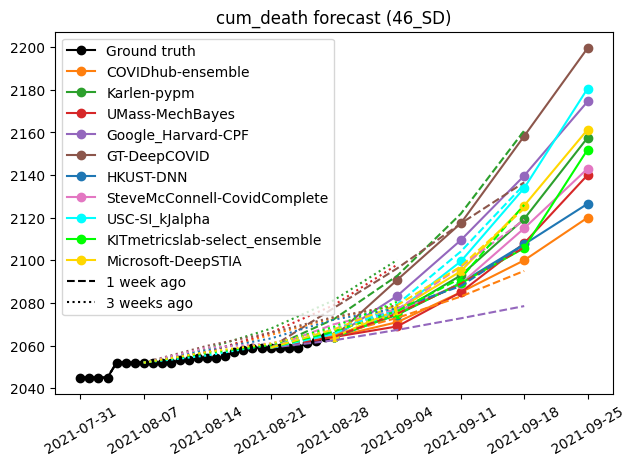 cum_death forecast (46_SD)
2200
2180
2160
2140
2120
2100
2080
2060
2040
Ground truth
COVIDhub-ensemble
Karlen-pypm
UMass-MechBayes
Google_Harvard-CPF
GT-DeepCOVID
HKUST-DNN
SteveMcConnell-CovidComplete
USC-SI_kJalpha
KITmetricslab-select_ensemble
Microsoft-DeepSTIA
1 week ago
3 weeks ago
2021-07-31
2021-08-07
2021-08-14
2021-08-21
2021-08-28
2021-09-04
2021-09-11
2021-09-18
2021-09-25